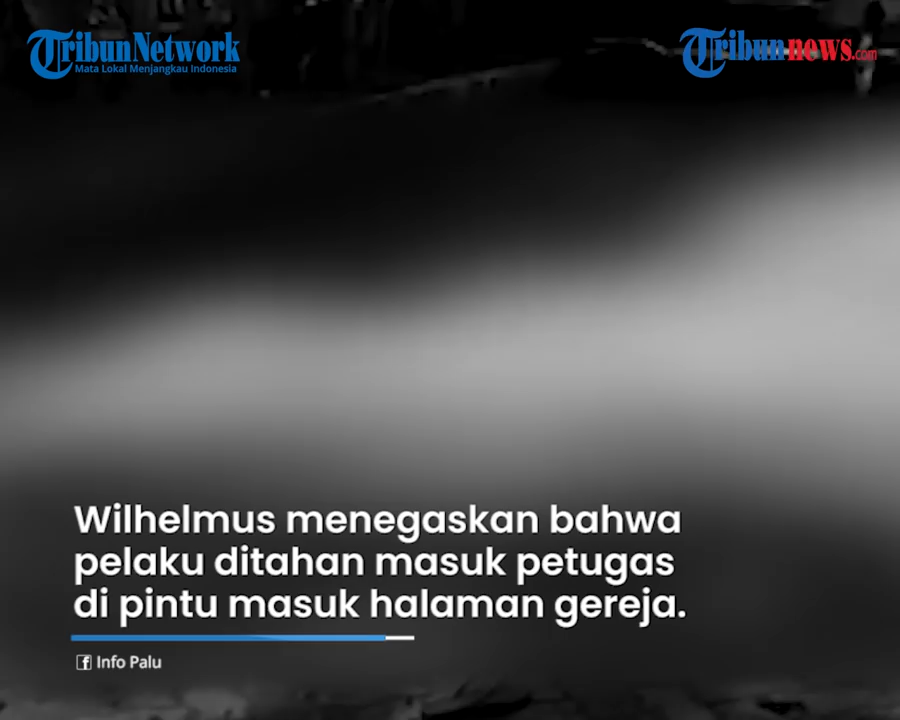 TribunNetwork
Mata Lokal Menjangkau Indonesia
Tribunnews.com
Wilhelmus menegaskan bahwa
pelaku ditahan masuk petugas
di pintu masuk halaman gereja.
f Info Palu